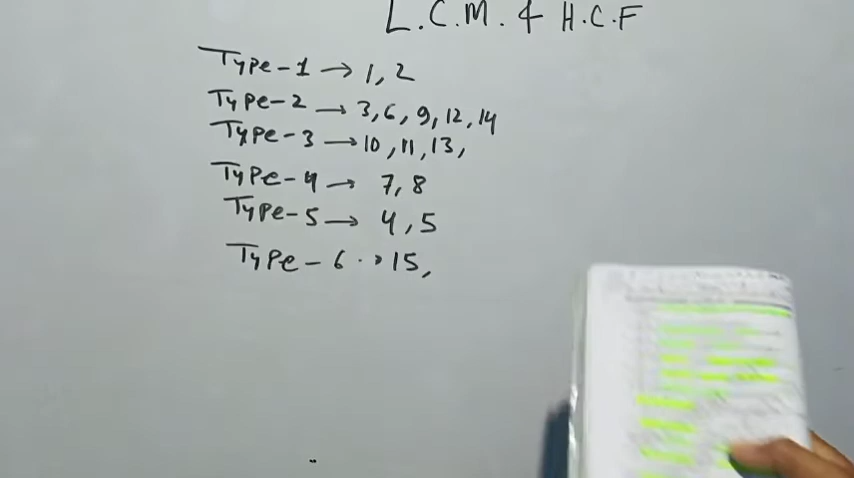 L.C.M. & H.C.F
Type-1 → 1, 2
Type-2 → 3, 6, 9, 12, 14
Type-3 → 10, 11, 13,
Type-4 → 7, 8
Type-5 → 4, 5
Type-6 → 15,